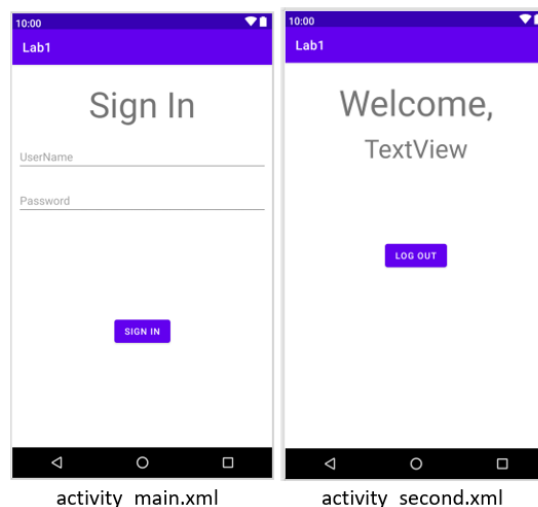 10:00
Lab1
Sign In
UserName
Password
SIGN IN
activity_main.xml
10:00
Lab1
Welcome,
TextView
LOG OUT
activity_second.xml